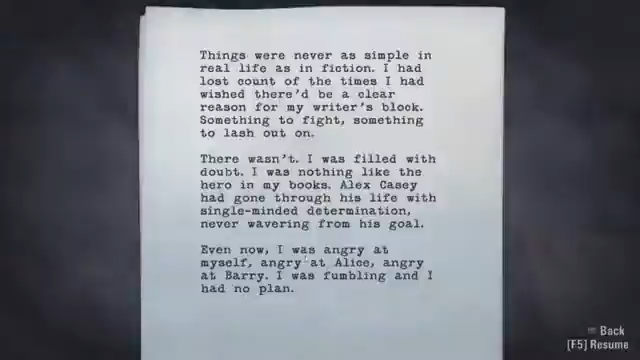 Things were never as simple in
real life as in fiction. I had
lost count of the times I had
wished there'd be a clear
reason for my writer's block.
Something to fight, something
to lash out on.
There wasn't. I was filled with
doubt. I was nothing like the
hero in my books. Alex Casey
had gone through his life with
single-minded determination,
never wavering from his goal.
Even now, I was angry at
myself, angry at Alice, angry
at Barry. I was fumbling and I
had no plan.
Back
[F5] Resume